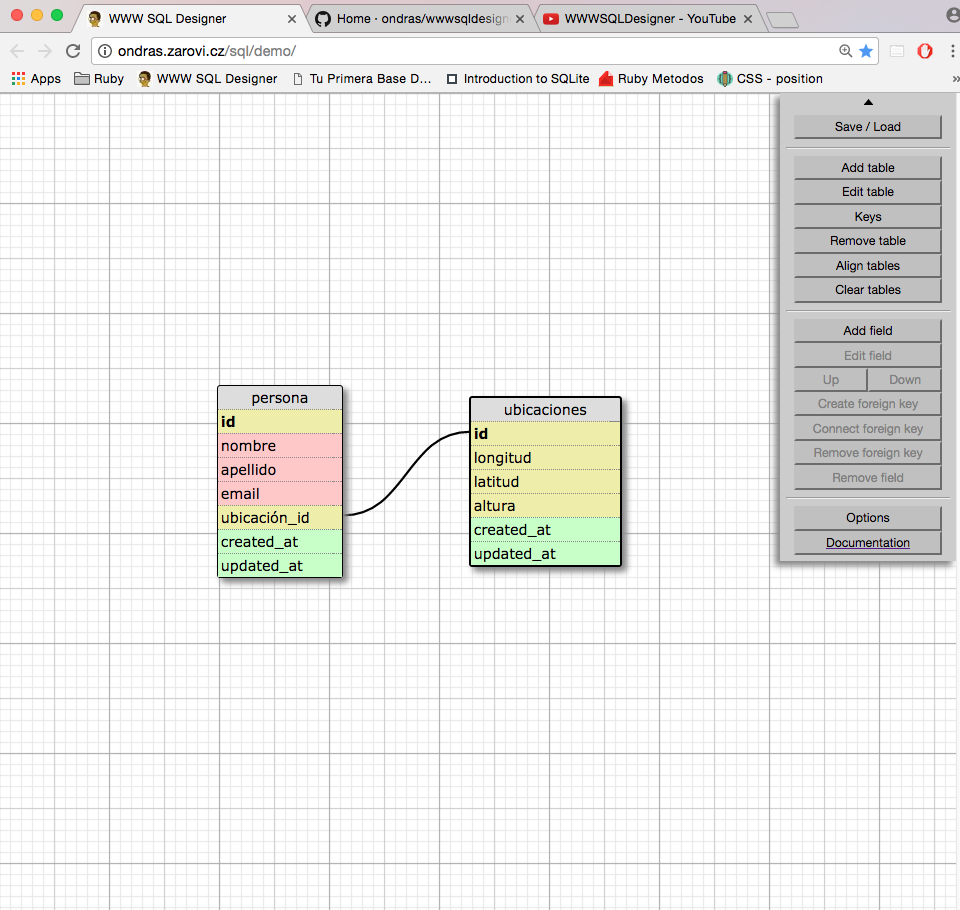 WWW SQL Designer
Home · ondras/wwwsqldesign
WWWSQLDesigner - YouTube
ondras.zarovi.cz/sql/demo/
Apps
Ruby
WWW SQL Designer
Tu Primera Base D...
Introduction to SQLite
Ruby Metodos
CSS - position
Save / Load
Add table
Edit table
Keys
Remove table
Align tables
Clear tables
Add field
Edit field
Up
Down
Create foreign key
Connect foreign key
Remove foreign key
Remove field
Options
Documentation
persona
id
nombre
apellido
email
ubicación_id
created_at
updated_at
ubicaciones
id
longitud
latitud
altura
created_at
updated_at